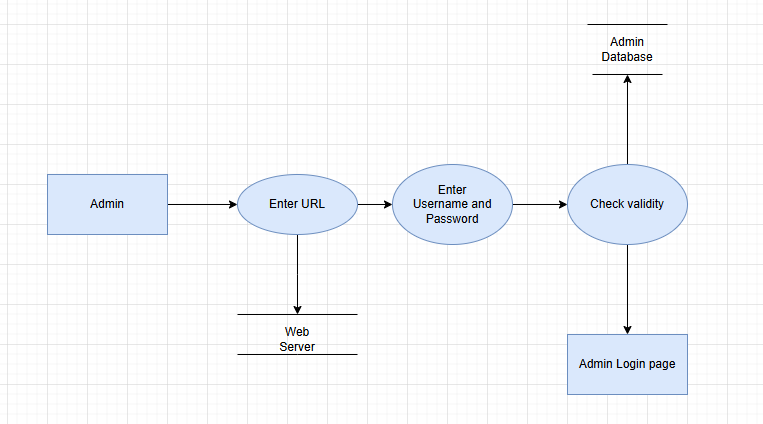 Admin
Database
Admin
Enter URL
Enter
Username and
Password
Check validity
Web
Server
Admin Login page